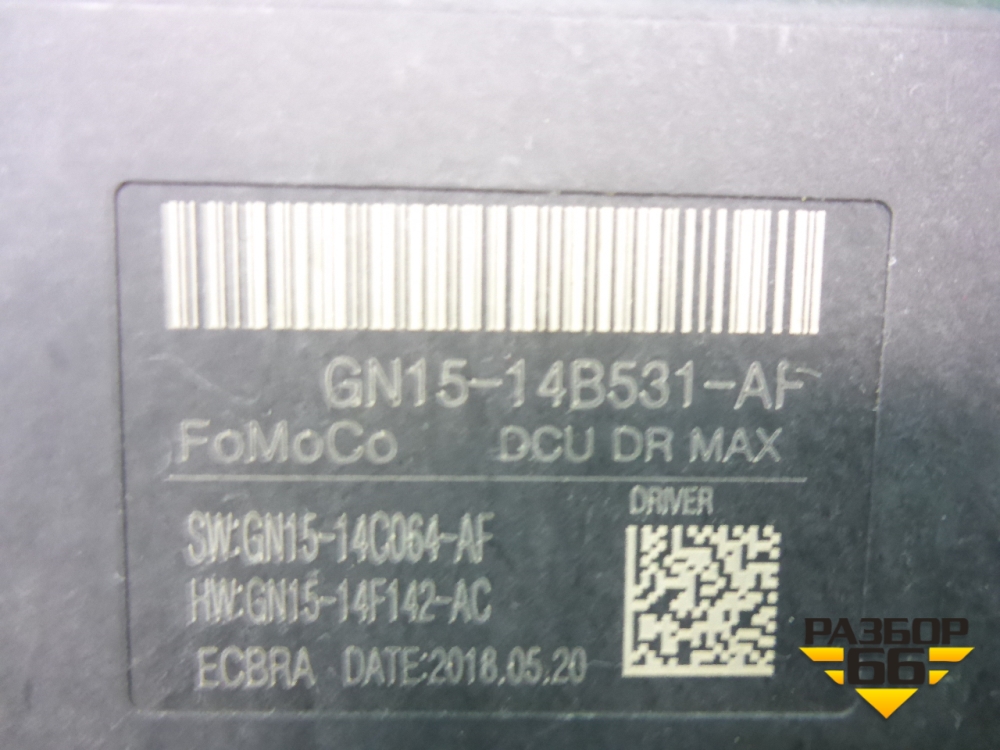 GN15-14B531-AF
FoMoCo DCU DR MAX
DRIVER
SW:GN15-14C064-AF
HW:GN15-14F142-AC
ECBRA DATE:2018.05.20
РАЗБОР
66